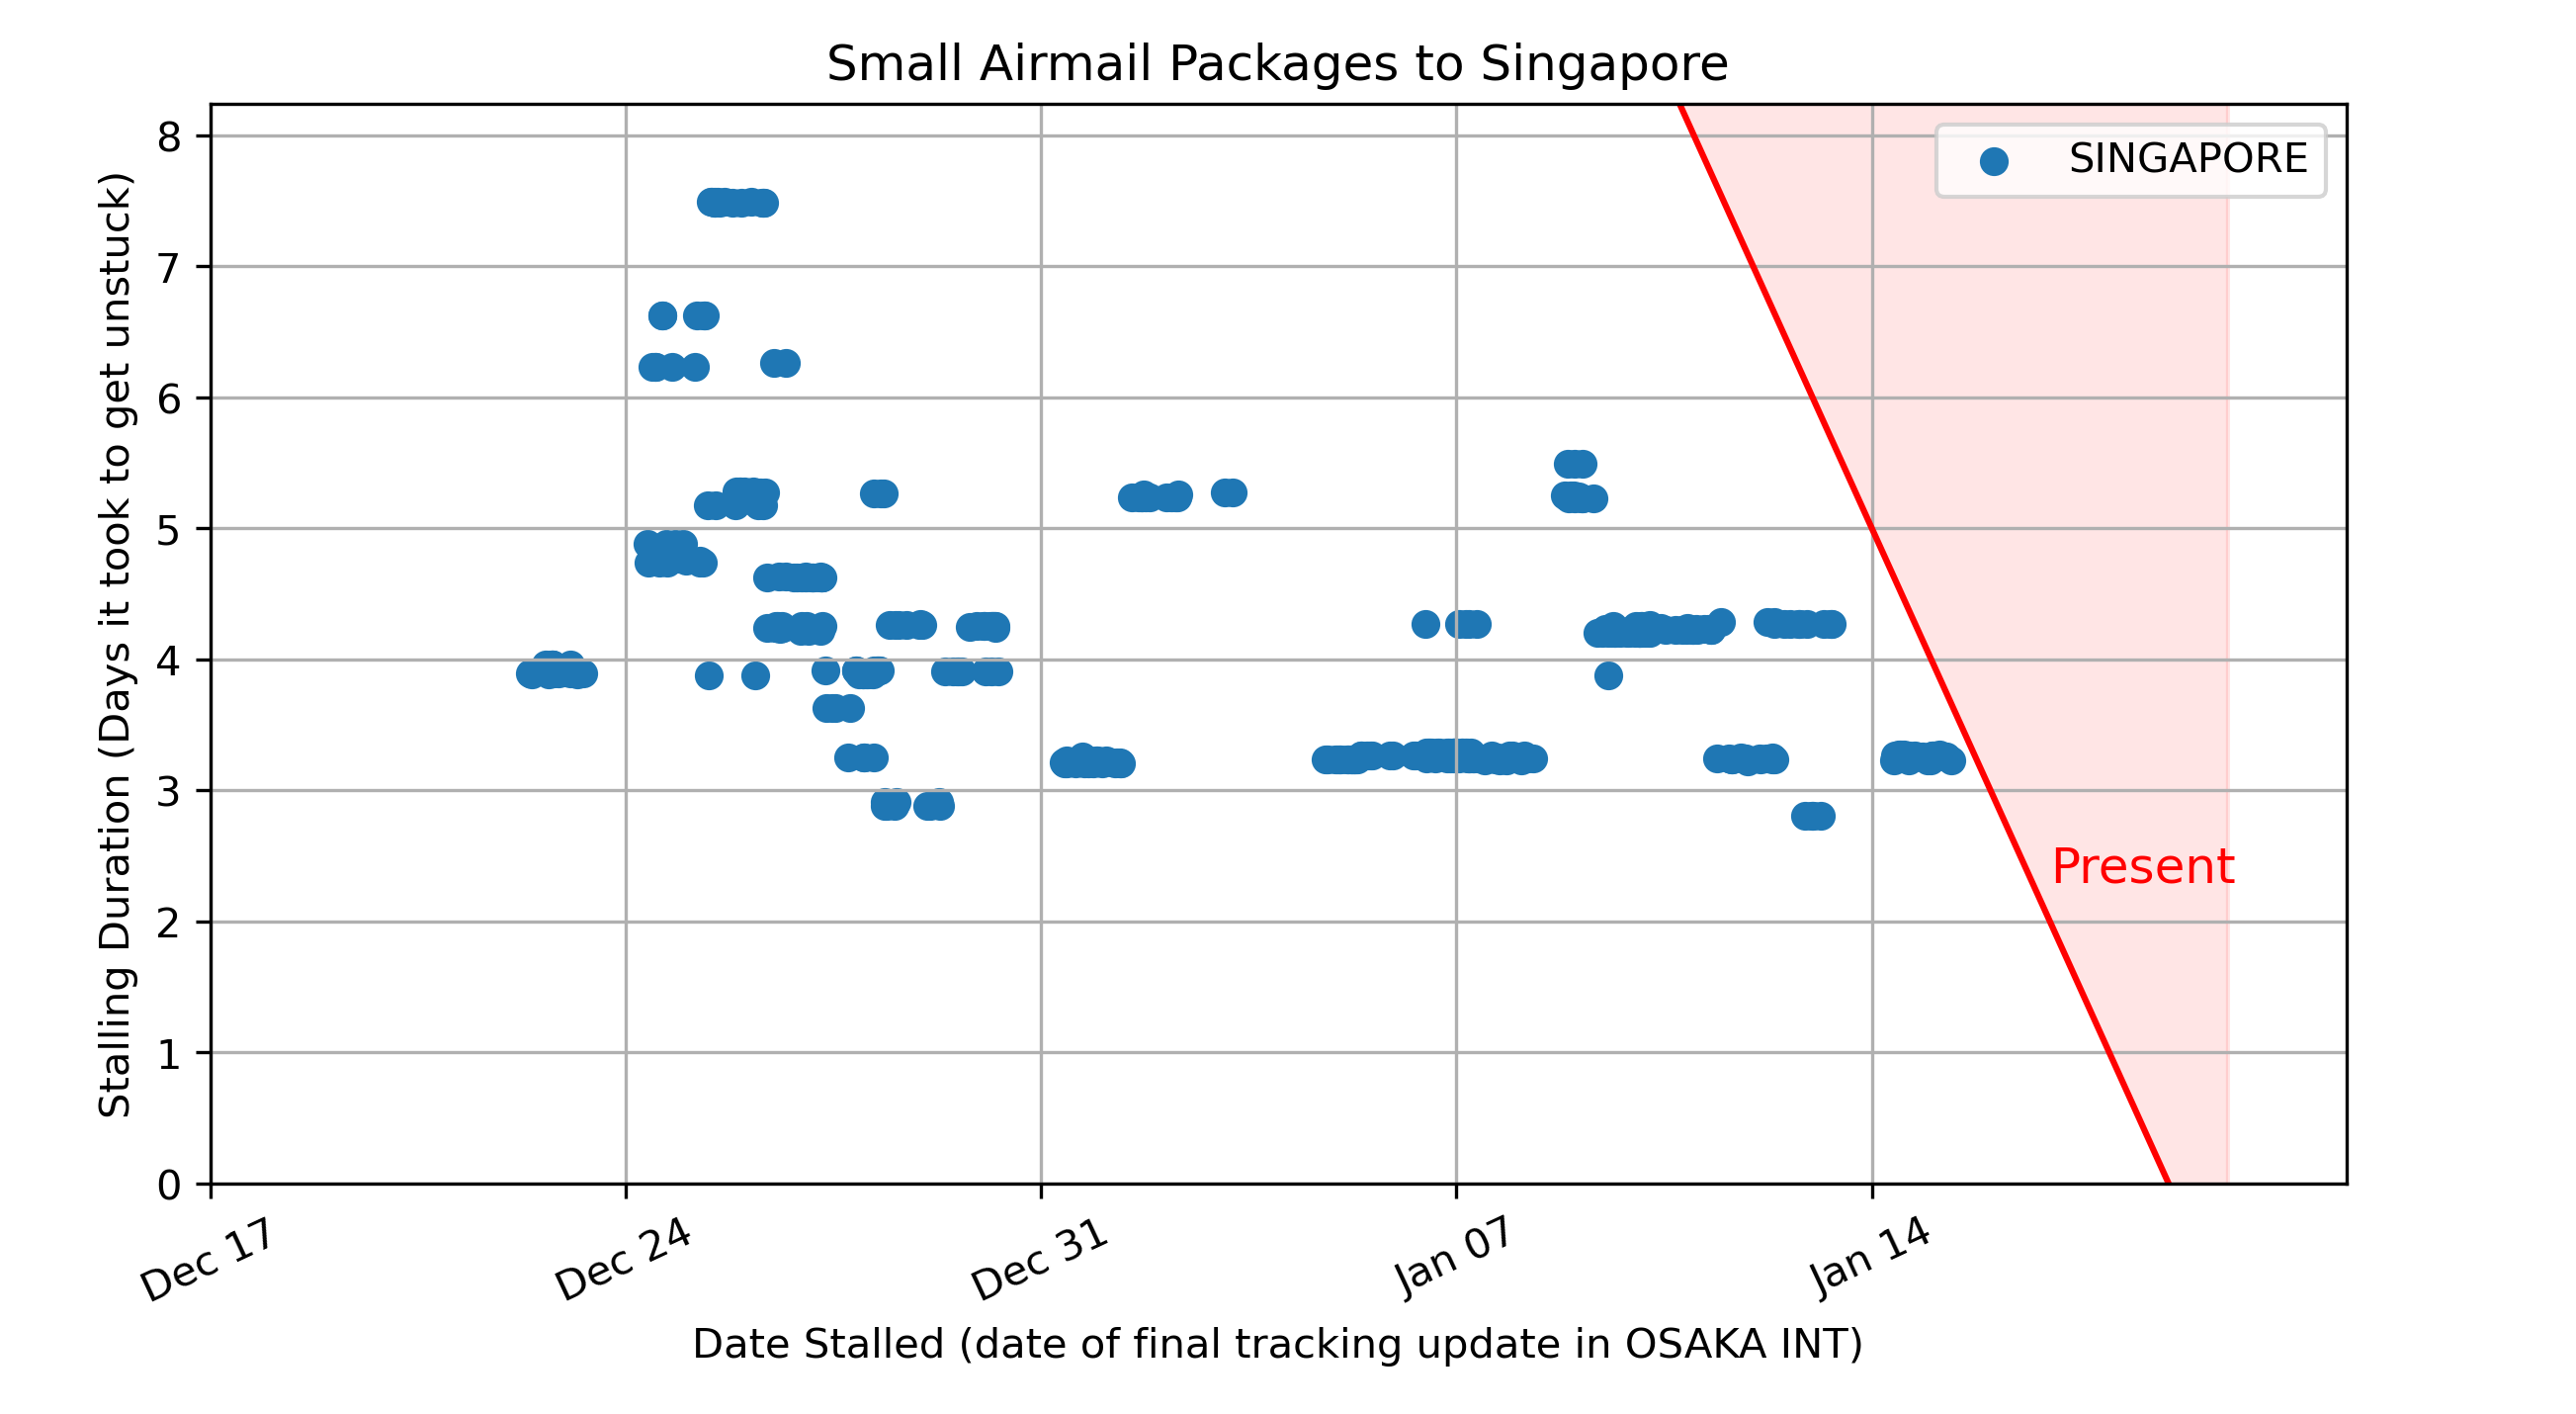 Small Airmail Packages to Singapore
SINGAPORE
Stalling Duration (Days it took to get unstuck)
8
7
6
5
4
3
2
1
0
Present
Dec 17
Dec 24
Dec 31
Jan 07
Jan 14
Date Stalled (date of final tracking update in OSAKA INT)